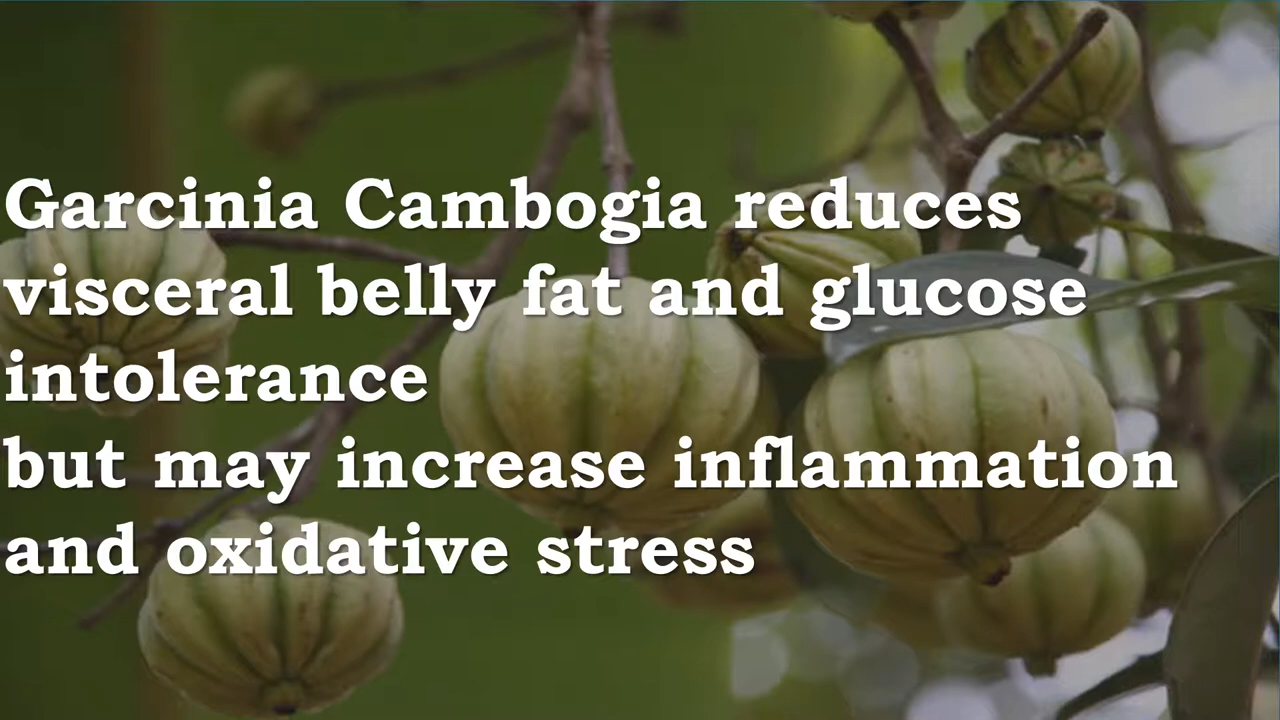 Garcinia Cambogia reduces
visceral belly fat and glucose
intolerance
but may increase inflammation
and oxidative stress